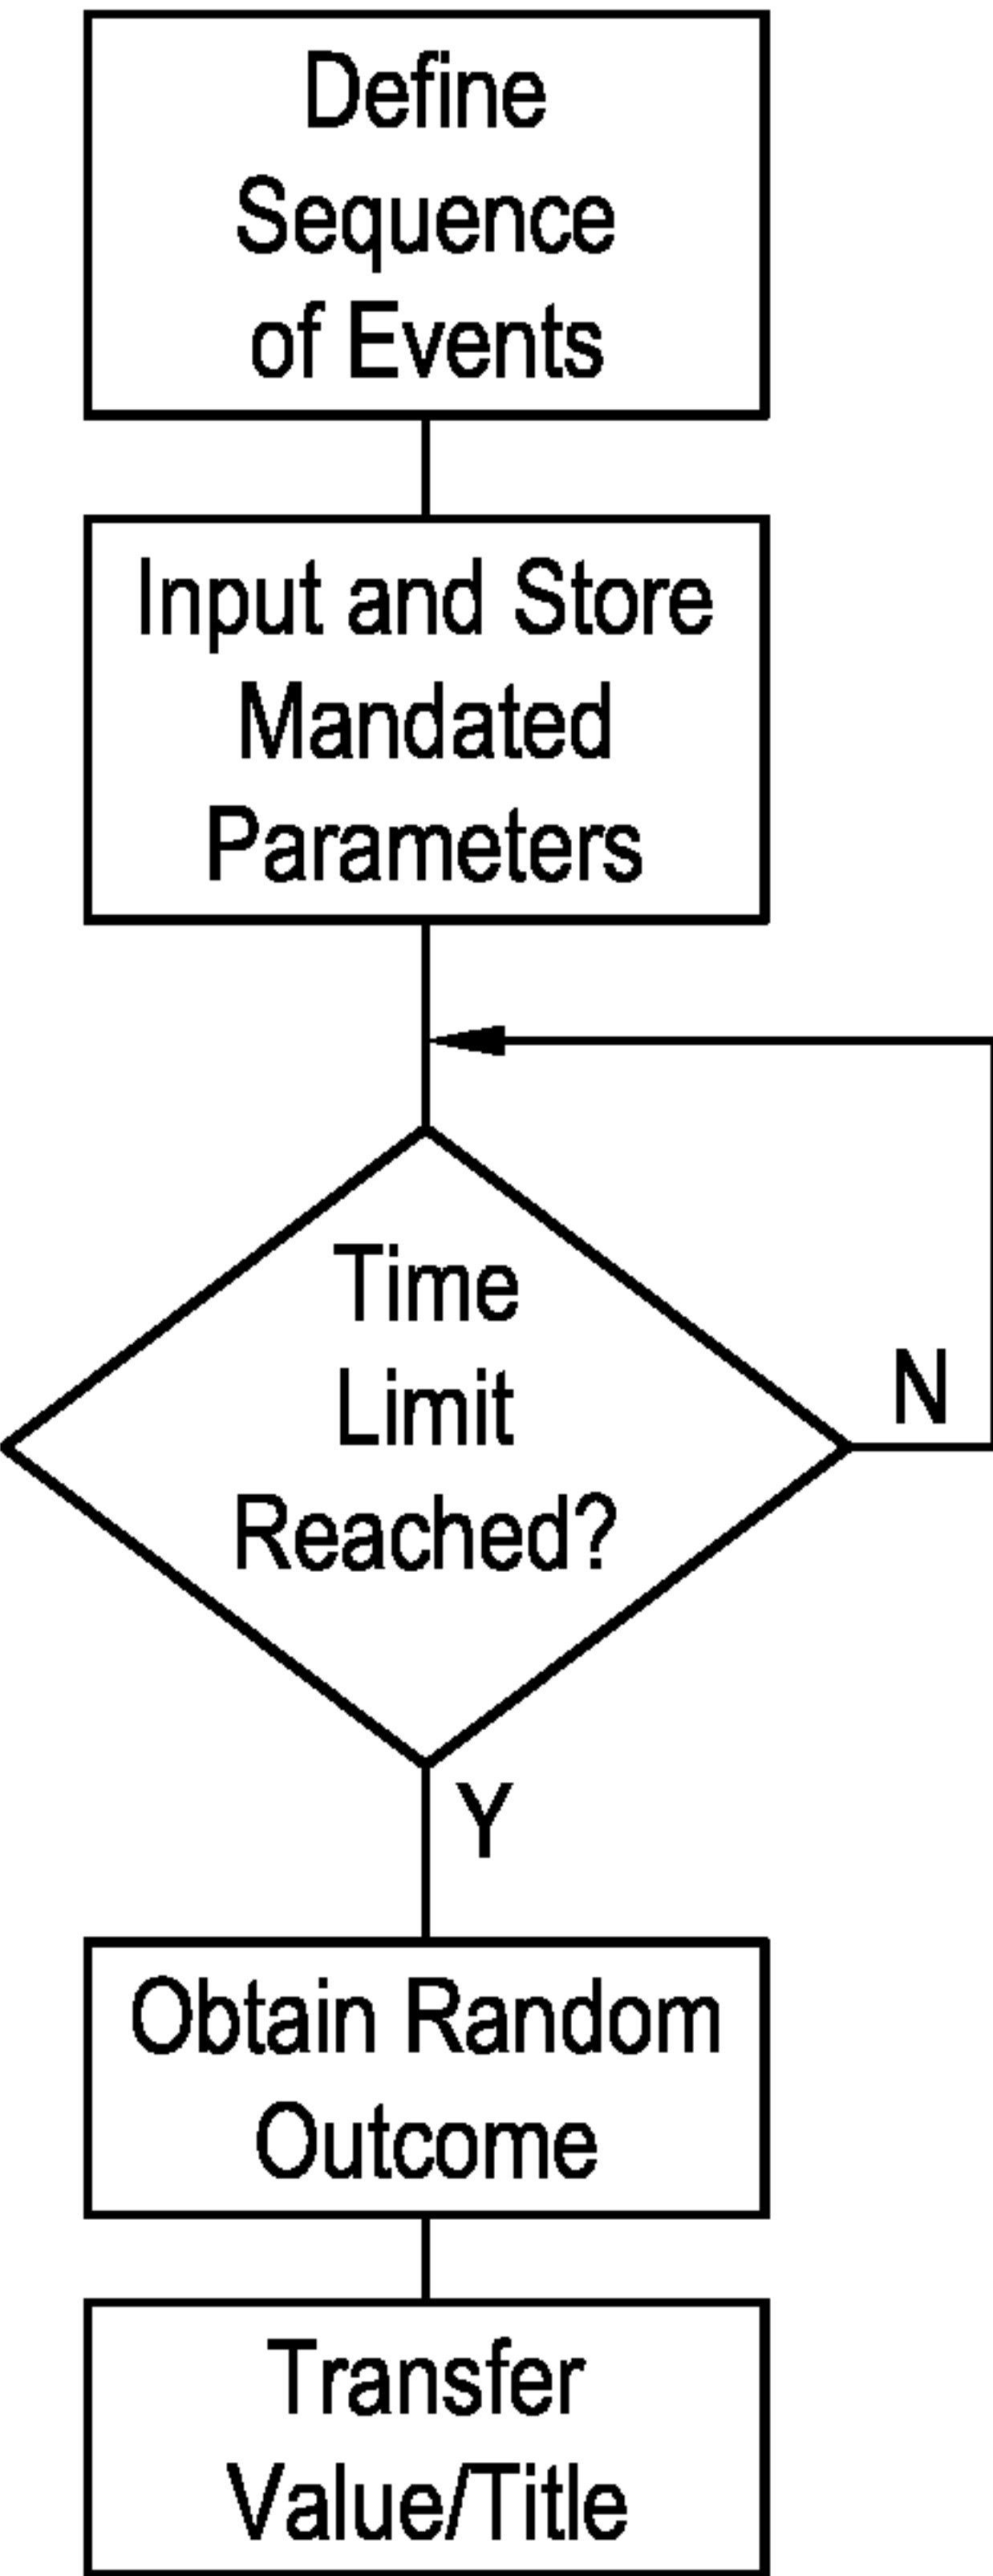 Define
Sequence
of Events
Input and Store
Mandated
Parameters
Time
Limit
Reached?
N
Y
Obtain Random
Outcome
Transfer
Value/Title